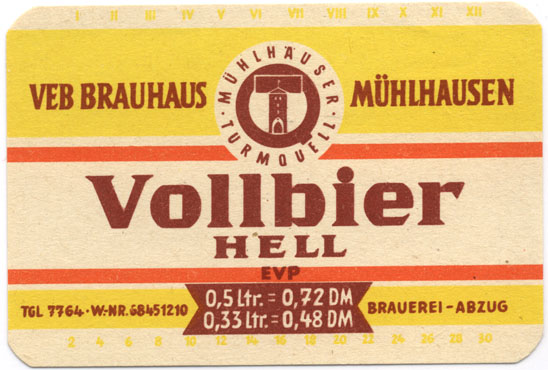 I II III IV V VI VII VIII IX X XI XII
VEB BRAUHAUS MÜHLHAUSEN
MÜHLHÄUSER · TURMQUELL ·
Vollbier
HELL
EVP
0,5 Ltr. = 0,72 DM
0,33 Ltr. = 0,48 DM
TGL 7764 · W.-NR. 68451210
BRAUEREI - ABZUG
2 4 6 8 10 12 14 16 18 20 22 24 26 28 30